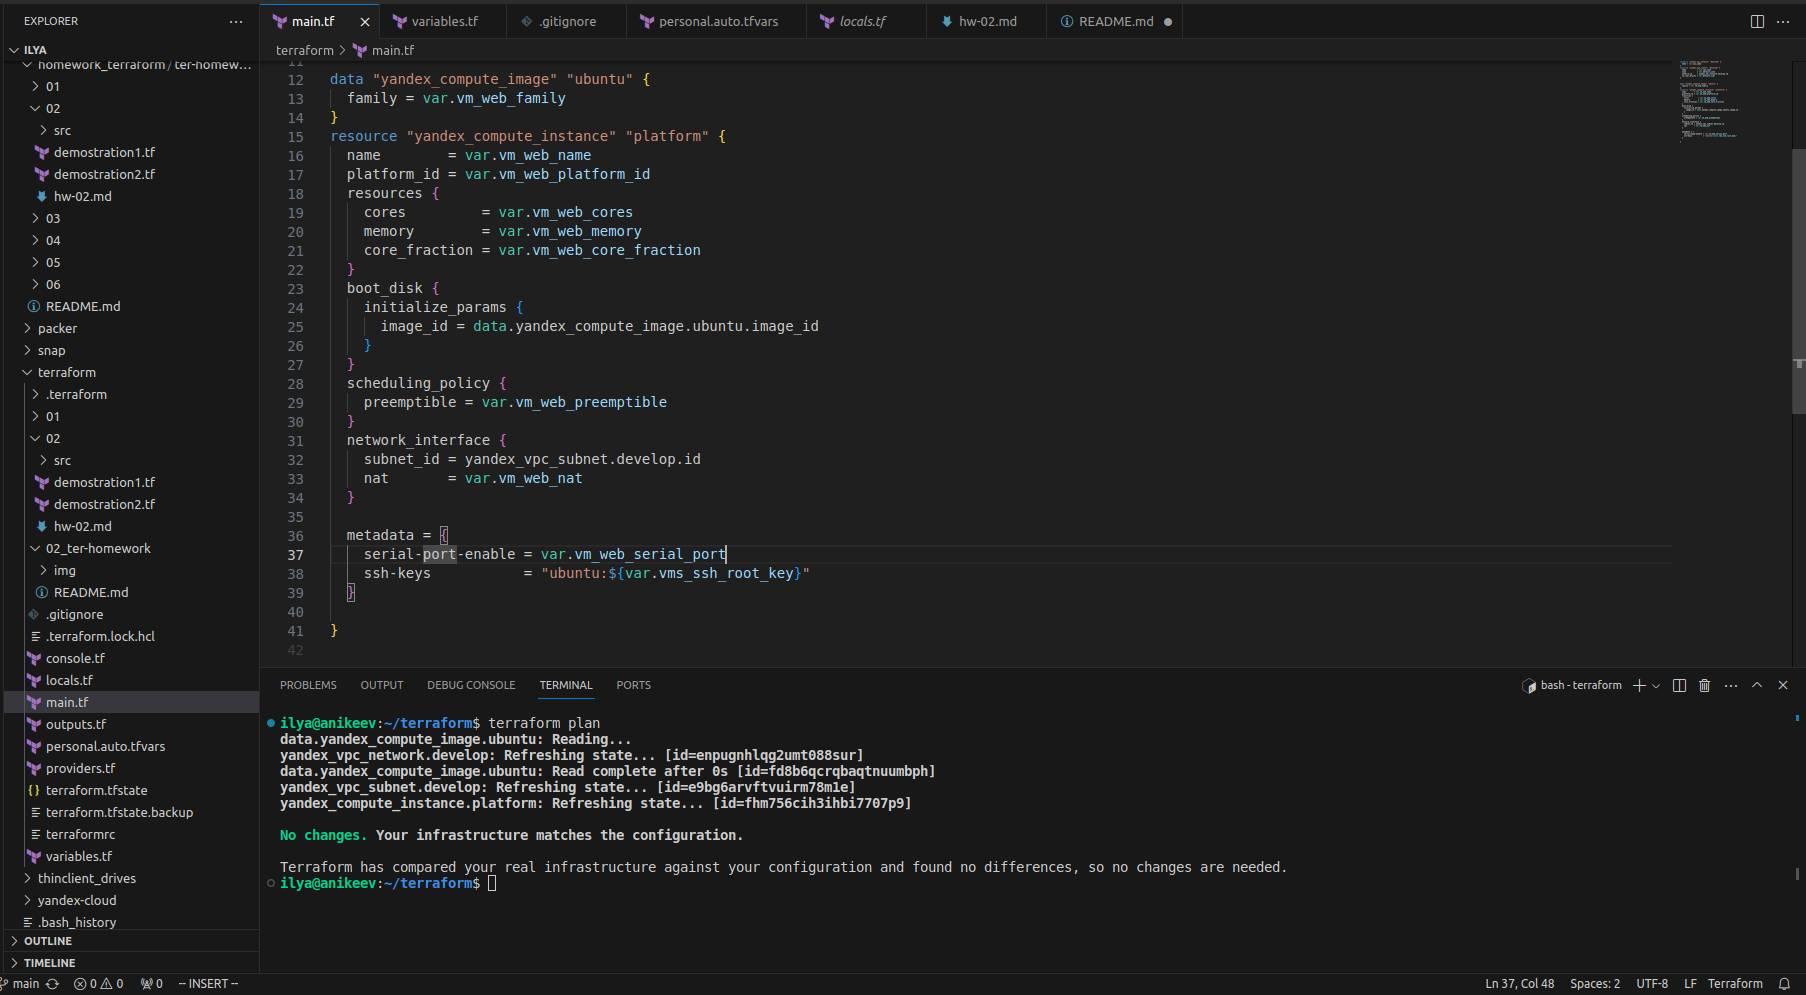 EXPLORER
ILYA
homework_terraform / ter-homew...
01
02
src
demostration1.tf
demostration2.tf
hw-02.md
03
04
05
06
README.md
packer
snap
terraform
.terraform
01
02
src
demostration1.tf
demostration2.tf
hw-02.md
02_ter-homework
img
README.md
.gitignore
.terraform.lock.hcl
console.tf
locals.tf
main.tf
outputs.tf
personal.auto.tfvars
providers.tf
terraform.tfstate
terraform.tfstate.backup
terraformrc
variables.tf
thinclient_drives
yandex-cloud
.bash_history
OUTLINE
TIMELINE
main.tf variables.tf .gitignore personal.auto.tfvars locals.tf hw-02.md README.md
terraform > main.tf
11
12 data "yandex_compute_image" "ubuntu" {
13 family = var.vm_web_family
14 }
15 resource "yandex_compute_instance" "platform" {
16 name = var.vm_web_name
17 platform_id = var.vm_web_platform_id
18 resources {
19 cores = var.vm_web_cores
20 memory = var.vm_web_memory
21 core_fraction = var.vm_web_core_fraction
22 }
23 boot_disk {
24 initialize_params {
25 image_id = data.yandex_compute_image.ubuntu.image_id
26 }
27 }
28 scheduling_policy {
29 preemptible = var.vm_web_preemptible
30 }
31 network_interface {
32 subnet_id = yandex_vpc_subnet.develop.id
33 nat = var.vm_web_nat
34 }
35
36 metadata = {
37 serial-port-enable = var.vm_web_serial_port
38 ssh-keys = "ubuntu:${var.vms_ssh_root_key}"
39 }
40
41 }
42
PROBLEMS OUTPUT DEBUG CONSOLE TERMINAL PORTS
bash - terraform
ilya@anikeev:~/terraform$ terraform plan
data.yandex_compute_image.ubuntu: Reading...
yandex_vpc_network.develop: Refreshing state... [id=enpugnhlqg2umt088sur]
data.yandex_compute_image.ubuntu: Read complete after 0s [id=fd8b6qcrqbaqtnuumbph]
yandex_vpc_subnet.develop: Refreshing state... [id=e9bg6arvftvuirm78m1e]
yandex_compute_instance.platform: Refreshing state... [id=fhm756cih3ihbi7707p9]
No changes. Your infrastructure matches the configuration.
Terraform has compared your real infrastructure against your configuration and found no differences, so no changes are needed.
ilya@anikeev:~/terraform$
main 0 0 0 -- INSERT --
Ln 37, Col 48 Spaces: 2 UTF-8 LF Terraform